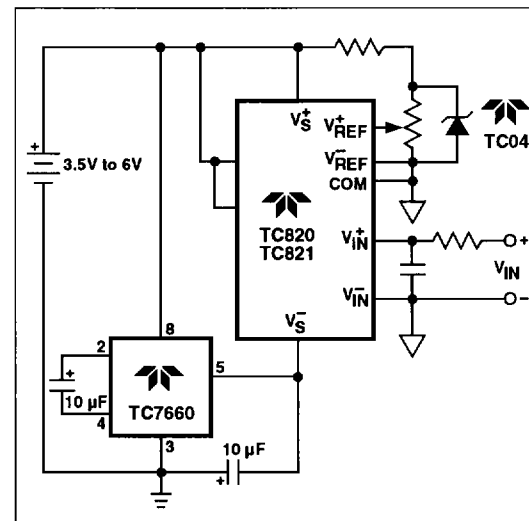 V+S
V+REF
TC04
3.5V to 6V
V−REF
COM
TC820
TC821
V+IN
+
VIN
V−IN
−
V−S
8
2
5
+
10 µF
TC7660
4
3
10 µF
+
+